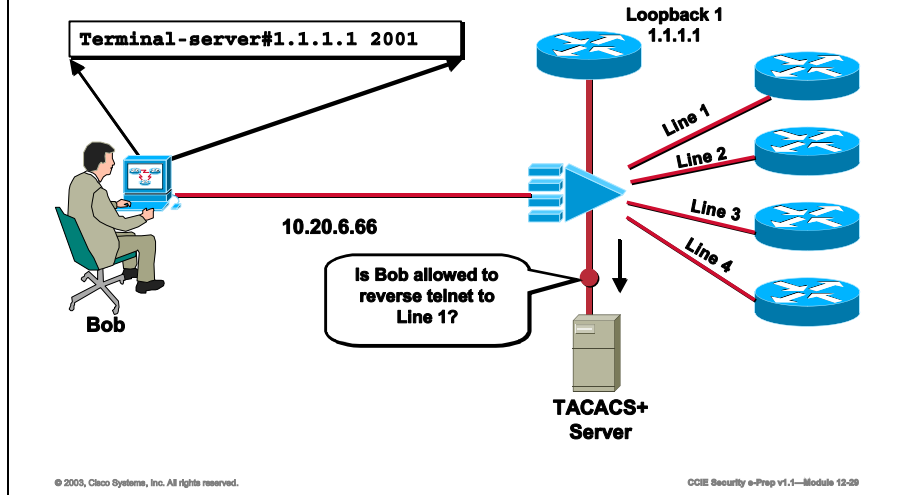 Loopback 1
1.1.1.1
Terminal-server#1.1.1.1 2001
Line 1
Line 2
Line 3
Line 4
10.20.6.66
Is Bob allowed to
reverse telnet to
Line 1?
Bob
TACACS+
Server
© 2003, Cisco Systems, Inc. All rights reserved.
CCIE Security e-Prep v1.1—Module 12-29